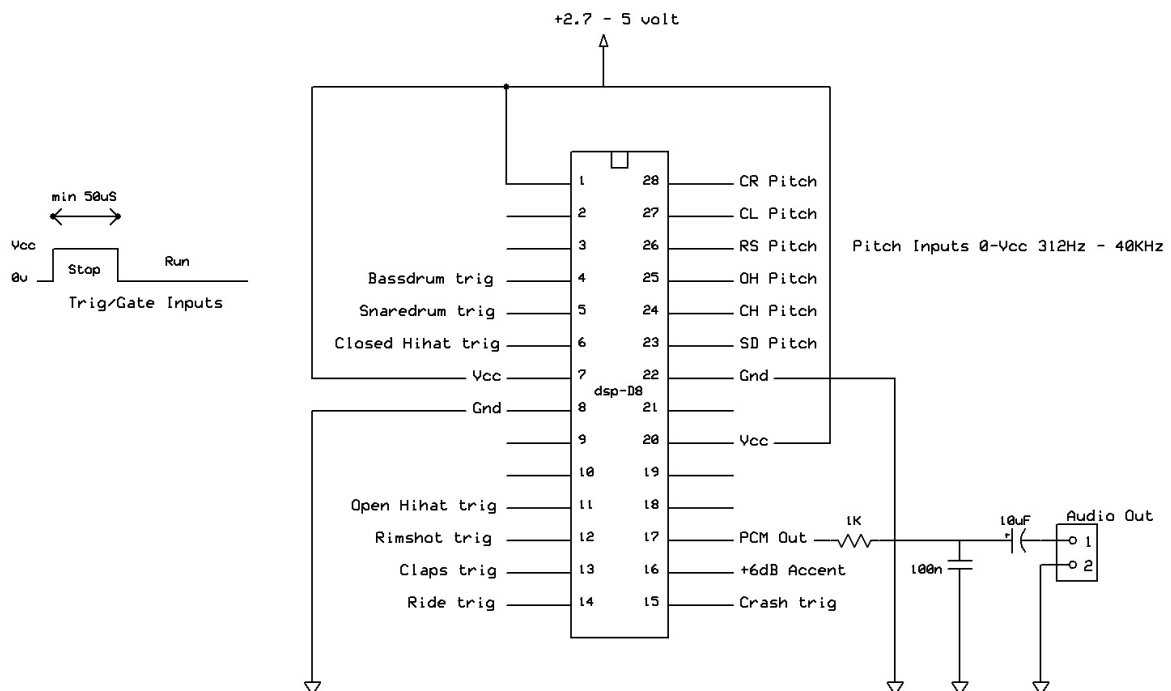 +2.7 - 5 volt
min 50uS
Vcc
0v
Stop
Run
Trig/Gate Inputs
1 28 CR Pitch
2 27 CL Pitch
3 26 RS Pitch
Pitch Inputs 0-Vcc 312Hz - 40KHz
Bassdrum trig 4 25 OH Pitch
Snaredrum trig 5 24 CH Pitch
Closed Hihat trig 6 23 SD Pitch
Vcc 7 22 Gnd
dsp-D8
Gnd 8 21
9 20 Vcc
10 19
Open Hihat trig 11 18
Rimshot trig 12 17 PCM Out
1K
10uF
+
Audio Out
1
2
100n
Claps trig 13 16 +6dB Accent
Ride trig 14 15 Crash trig